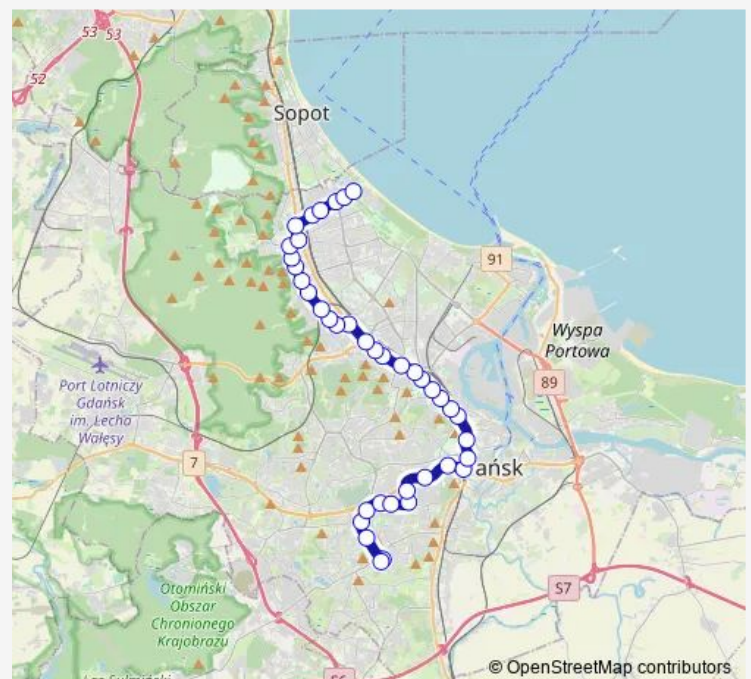 53 53
52
Sopot
91
Wyspa
Portowa
89
Port Lotniczy
Gdańsk
im. Lecha
Wałęsy
7
ańsk
Otomiński
Obszar
Chronionego
Krajobrazu
S7
S6
© OpenStreetMap contributors